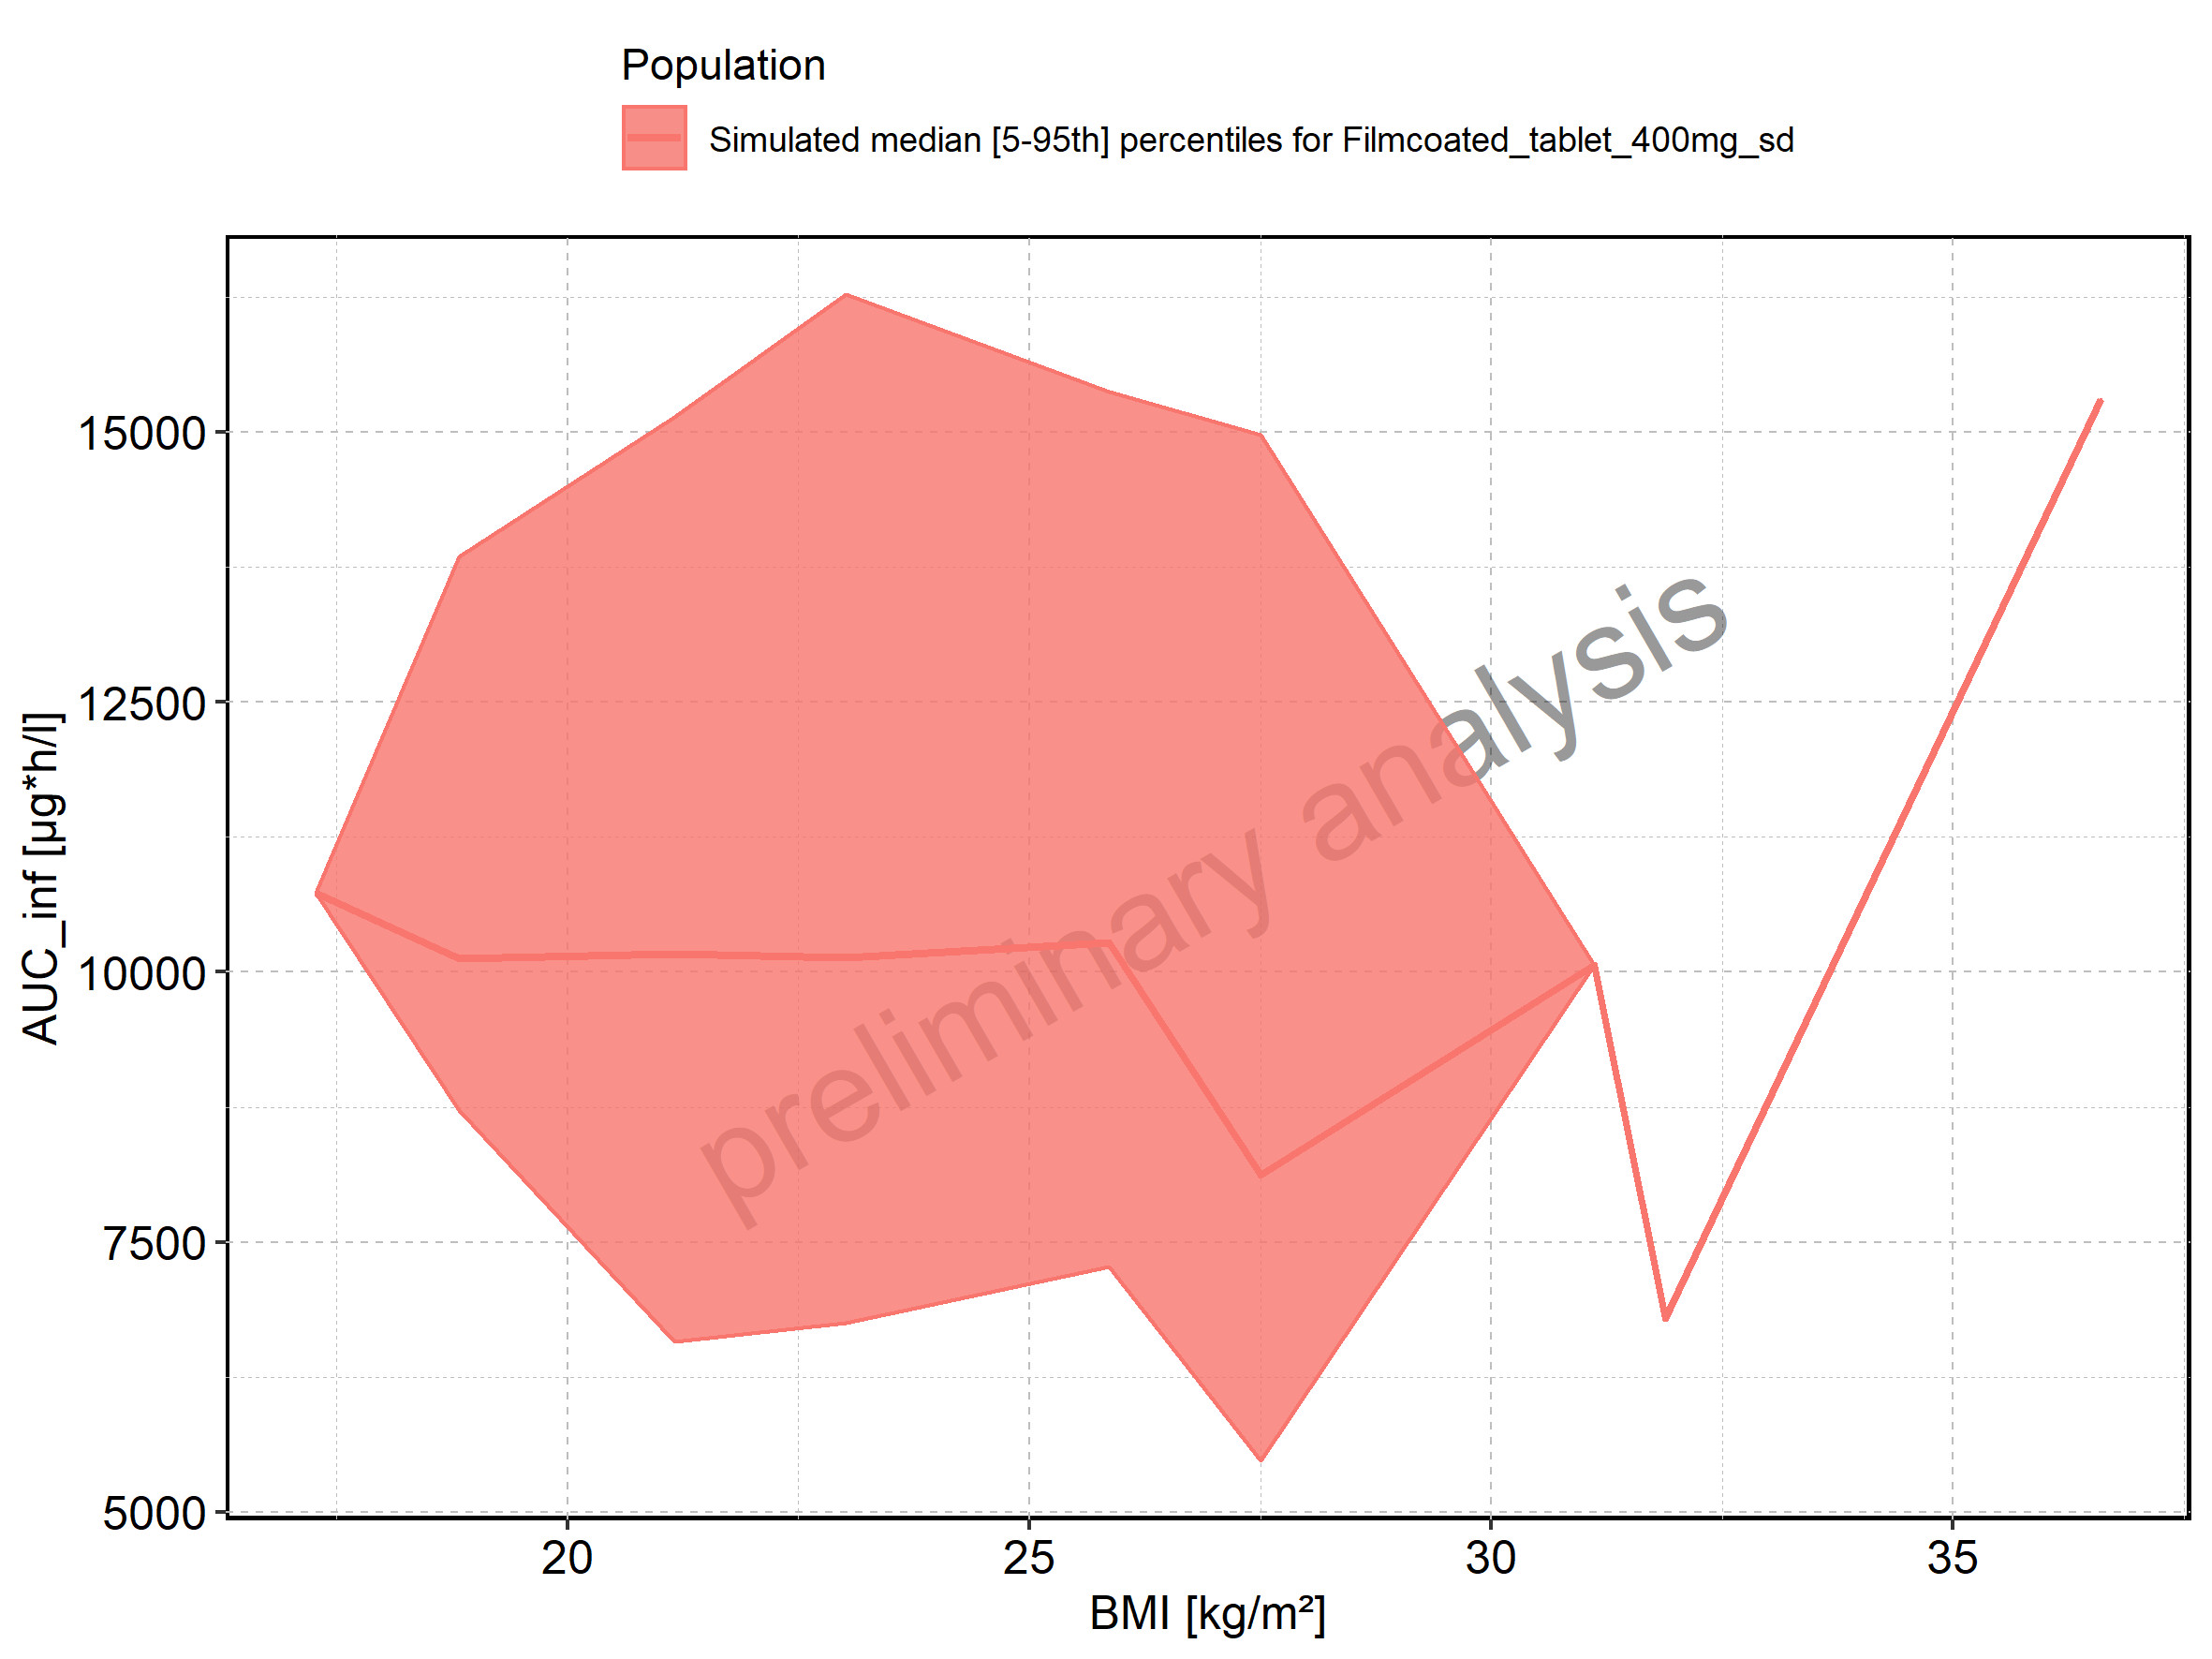 Population
Simulated median [5-95th] percentiles for Filmcoated_tablet_400mg_sd
AUC_inf [µg*h/l]
15000
12500
10000
7500
5000
preliminary analysis
20 25 30 35
BMI [kg/m²]